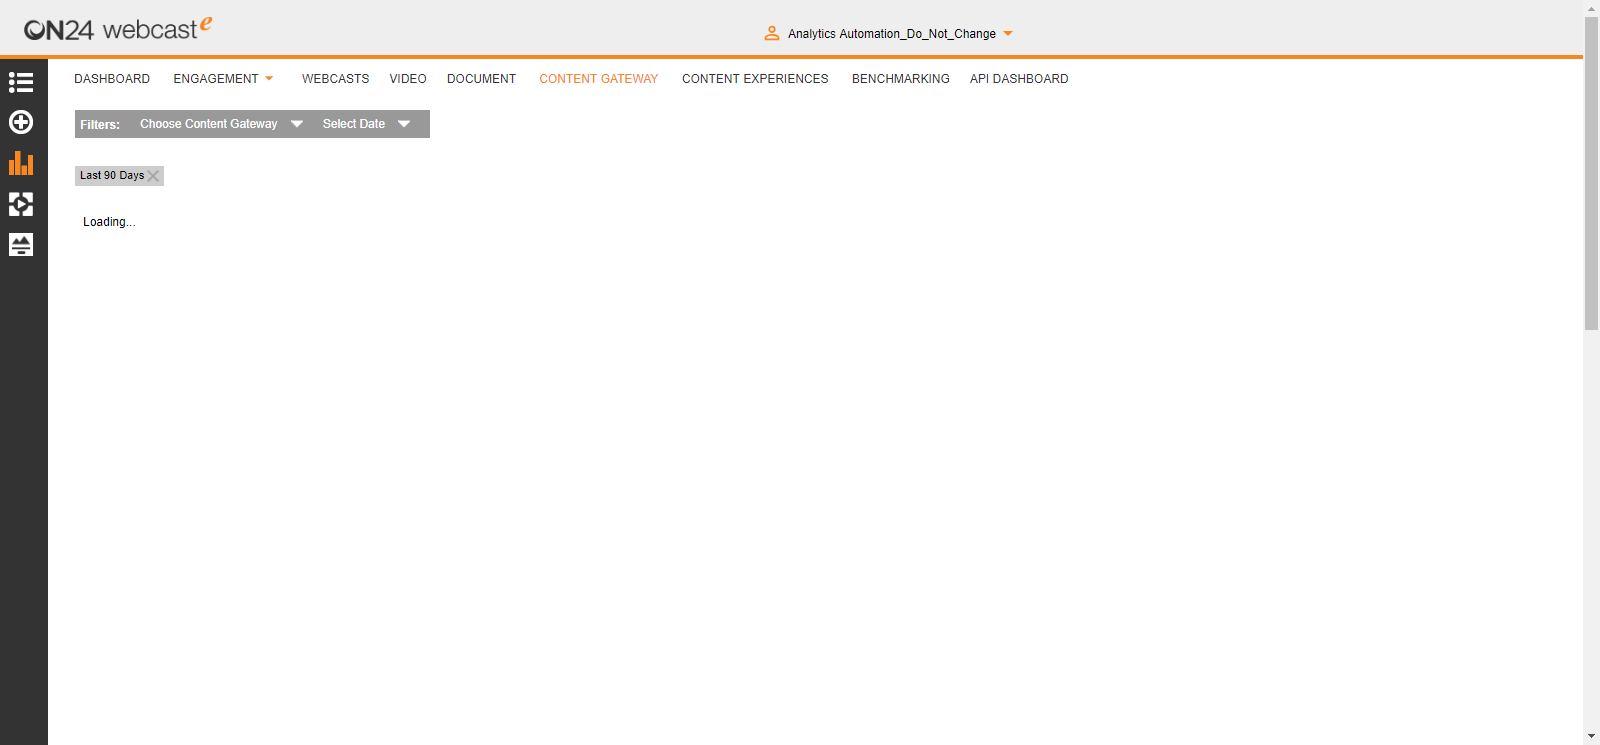 ON24 webcast e
Analytics Automation_Do_Not_Change
DASHBOARD ENGAGEMENT WEBCASTS VIDEO DOCUMENT CONTENT GATEWAY CONTENT EXPERIENCES BENCHMARKING API DASHBOARD
Filters: Choose Content Gateway Select Date
Last 90 Days
Loading...